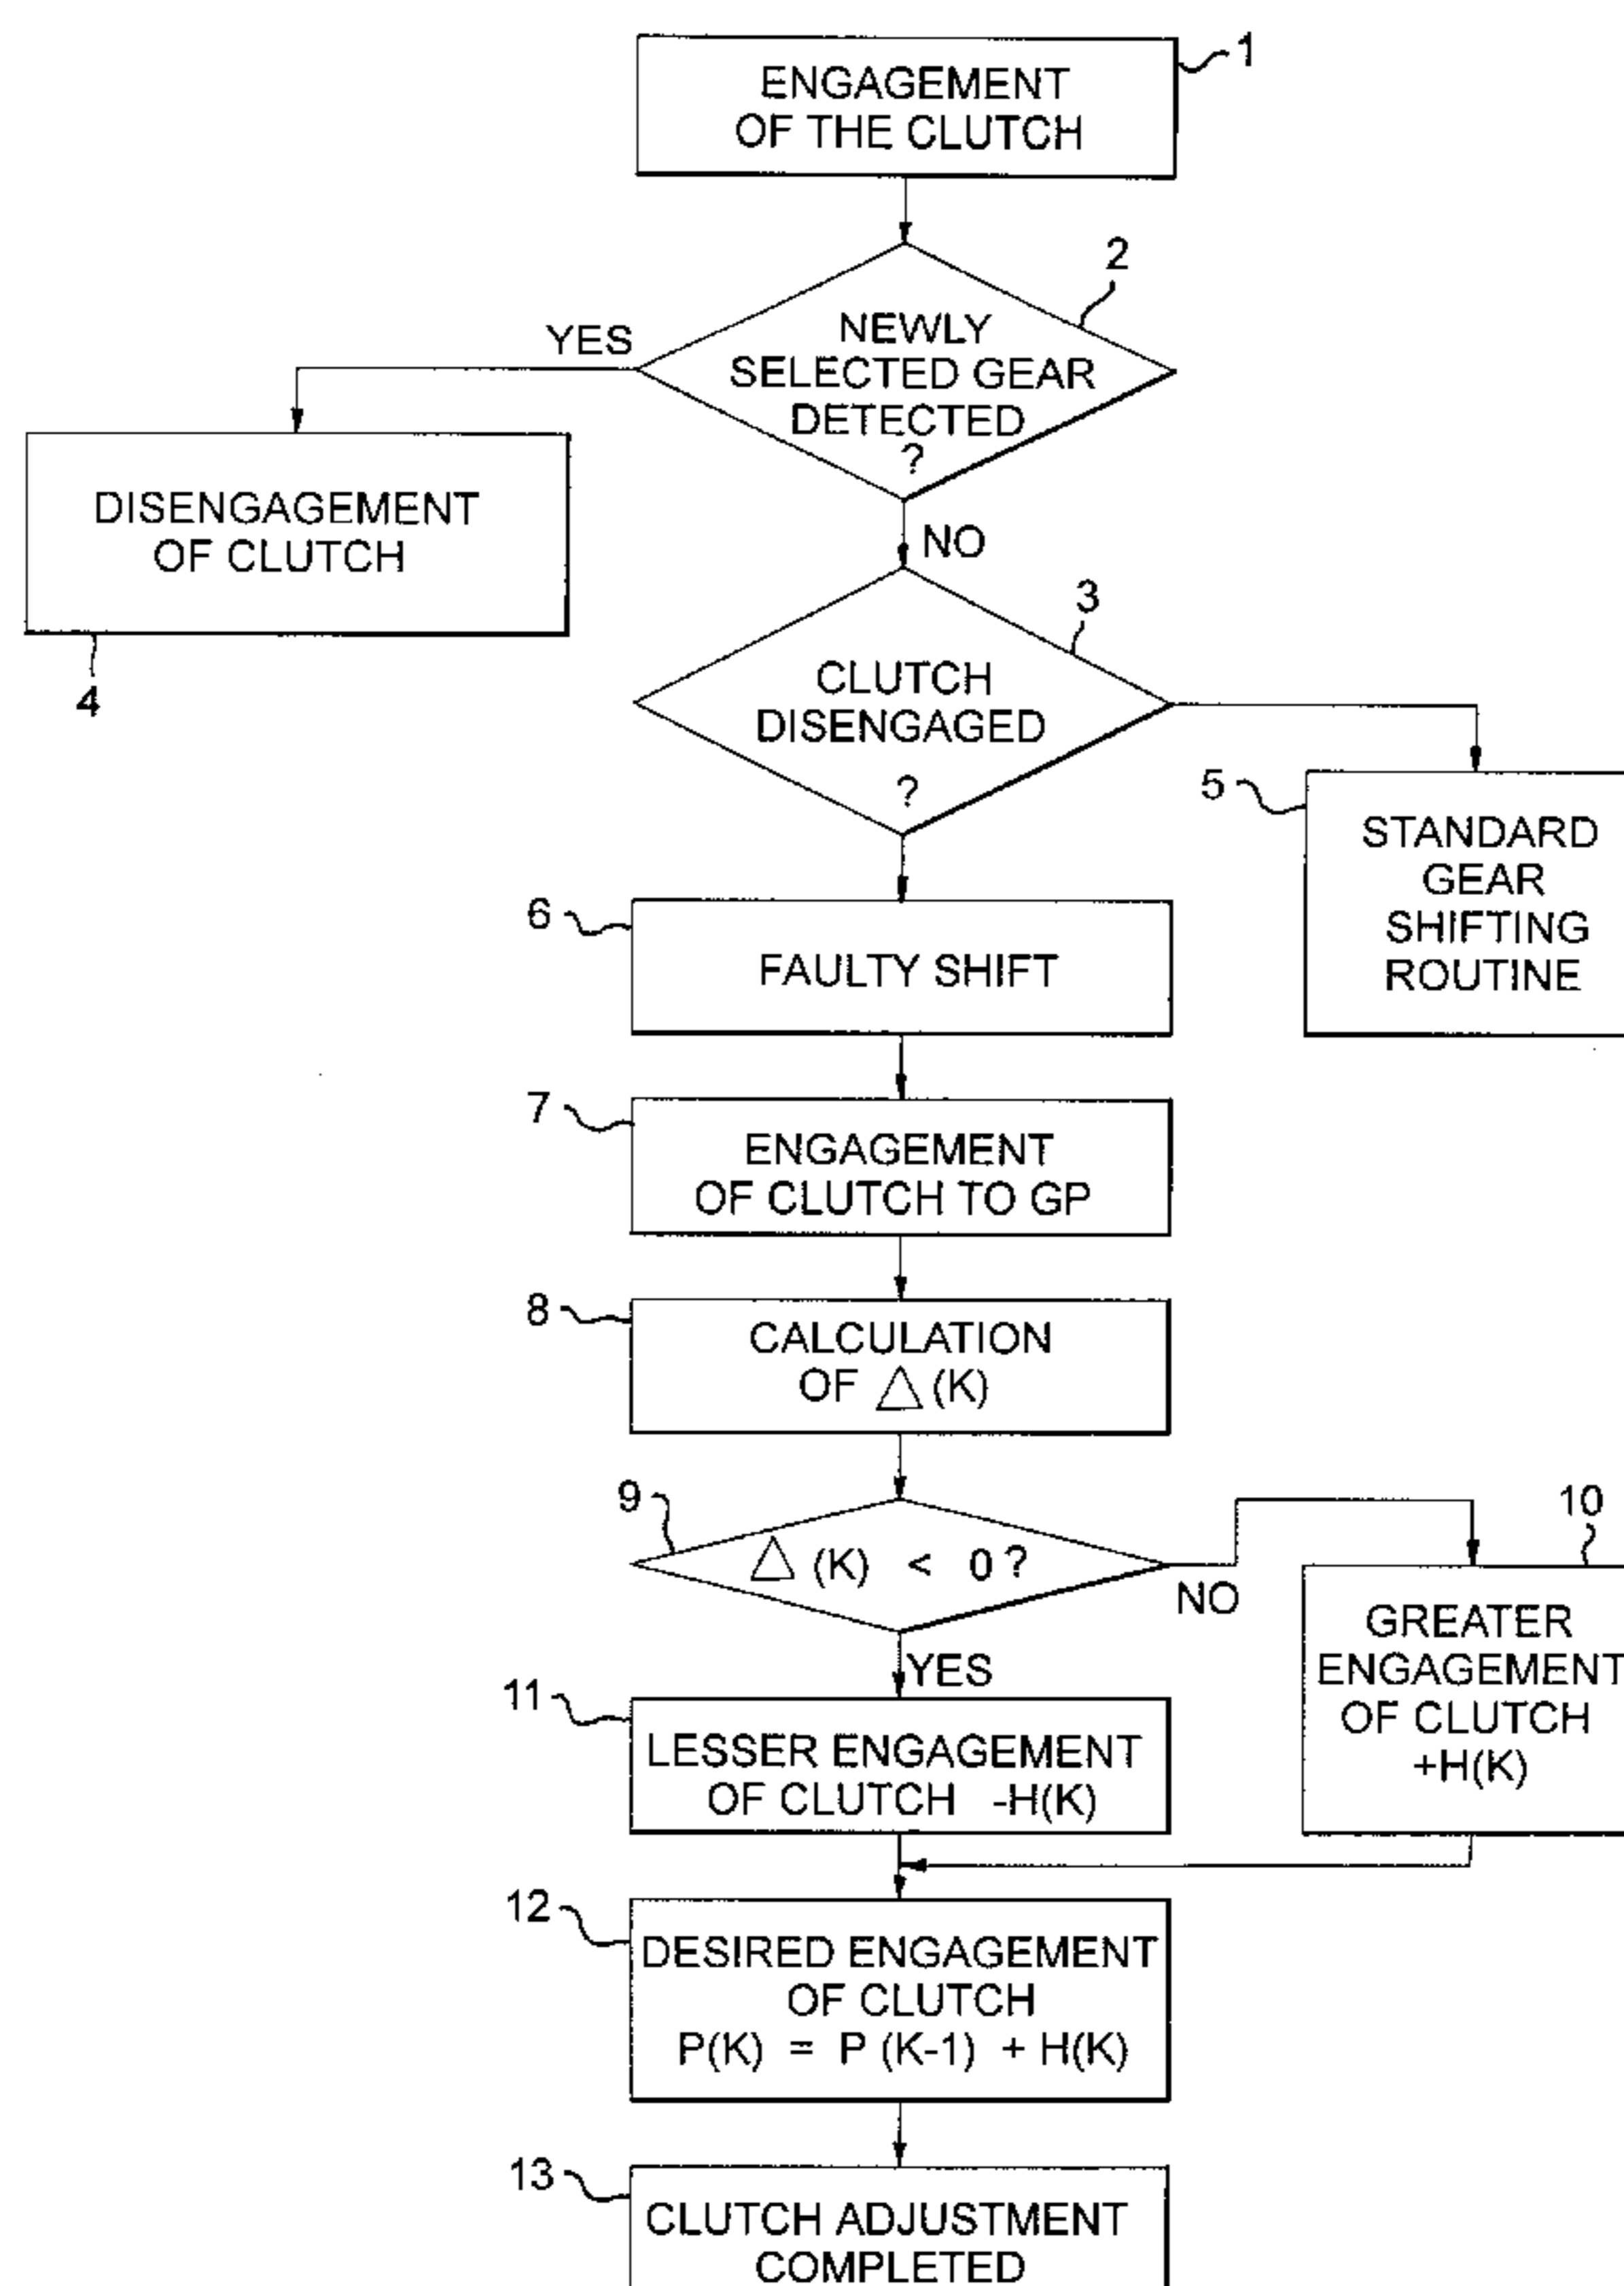 1
ENGAGEMENT
OF THE CLUTCH
2
NEWLY
SELECTED GEAR
DETECTED
?
YES
NO
DISENGAGEMENT
OF CLUTCH
4
3
CLUTCH
DISENGAGED
?
5
STANDARD
GEAR
SHIFTING
ROUTINE
6
FAULTY SHIFT
7
ENGAGEMENT
OF CLUTCH TO GP
8
CALCULATION
OF △ (K)
9
△ (K) < 0 ?
NO
YES
10
GREATER
ENGAGEMENT
OF CLUTCH
+H(K)
11
LESSER ENGAGEMENT
OF CLUTCH -H(K)
12
DESIRED ENGAGEMENT
OF CLUTCH
P(K) = P (K-1) + H(K)
13
CLUTCH ADJUSTMENT
COMPLETED